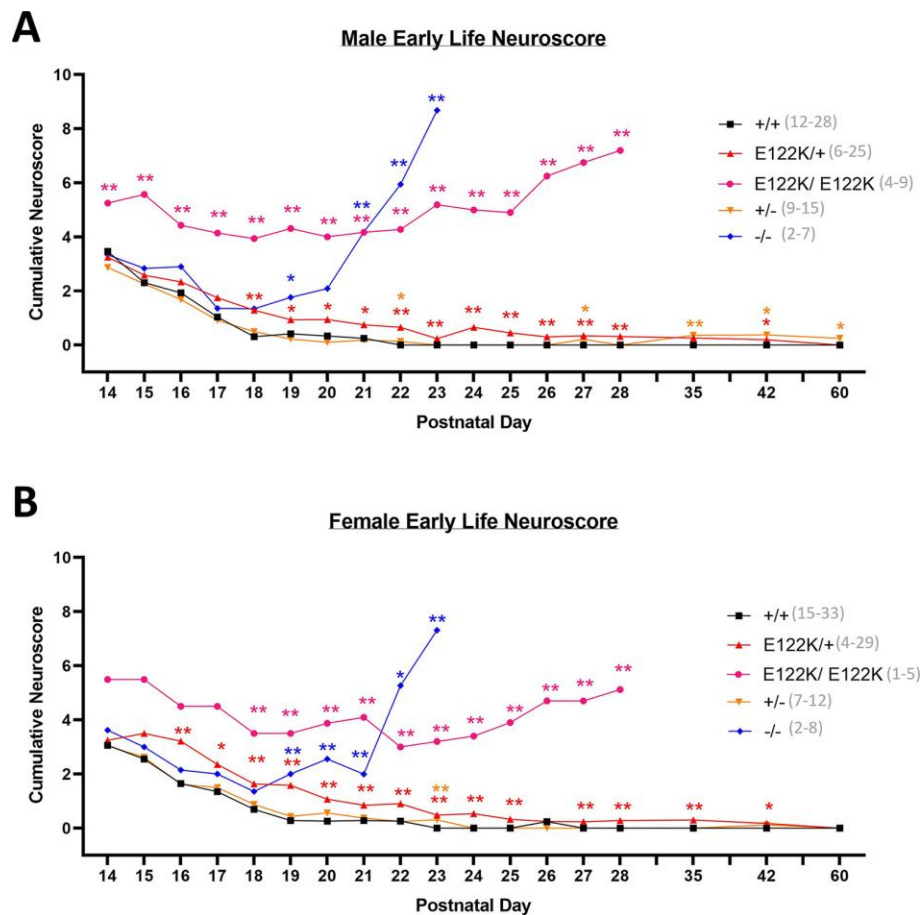 A
Male Early Life Neuroscore
10
8
6
4
2
0
Cumulative Neuroscore
** ** ** ** ** ** ** ** ** ** ** ** ** ** **
* ** ** **
** * * * ** ** ** ** ** ** ** *
* * ** * *
+/+ (12-28)
E122K/+ (6-25)
E122K/ E122K (4-9)
+/- (9-15)
-/- (2-7)
14 15 16 17 18 19 20 21 22 23 24 25 26 27 28 35 42 60
Postnatal Day
B
Female Early Life Neuroscore
10
8
6
4
2
0
Cumulative Neuroscore
** ** ** ** ** ** ** ** ** ** **
** ** ** * **
** * ** ** ** ** ** ** ** ** ** ** ** *
**
+/+ (15-33)
E122K/+ (4-29)
E122K/ E122K (1-5)
+/- (7-12)
-/- (2-8)
14 15 16 17 18 19 20 21 22 23 24 25 26 27 28 35 42 60
Postnatal Day